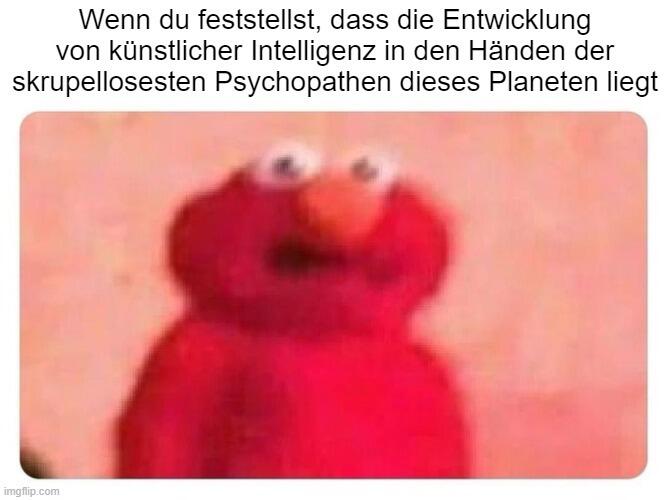 Wenn du feststellst, dass die Entwicklung
von künstlicher Intelligenz in den Händen der
skrupellosesten Psychopathen dieses Planeten liegt
imgflip.com